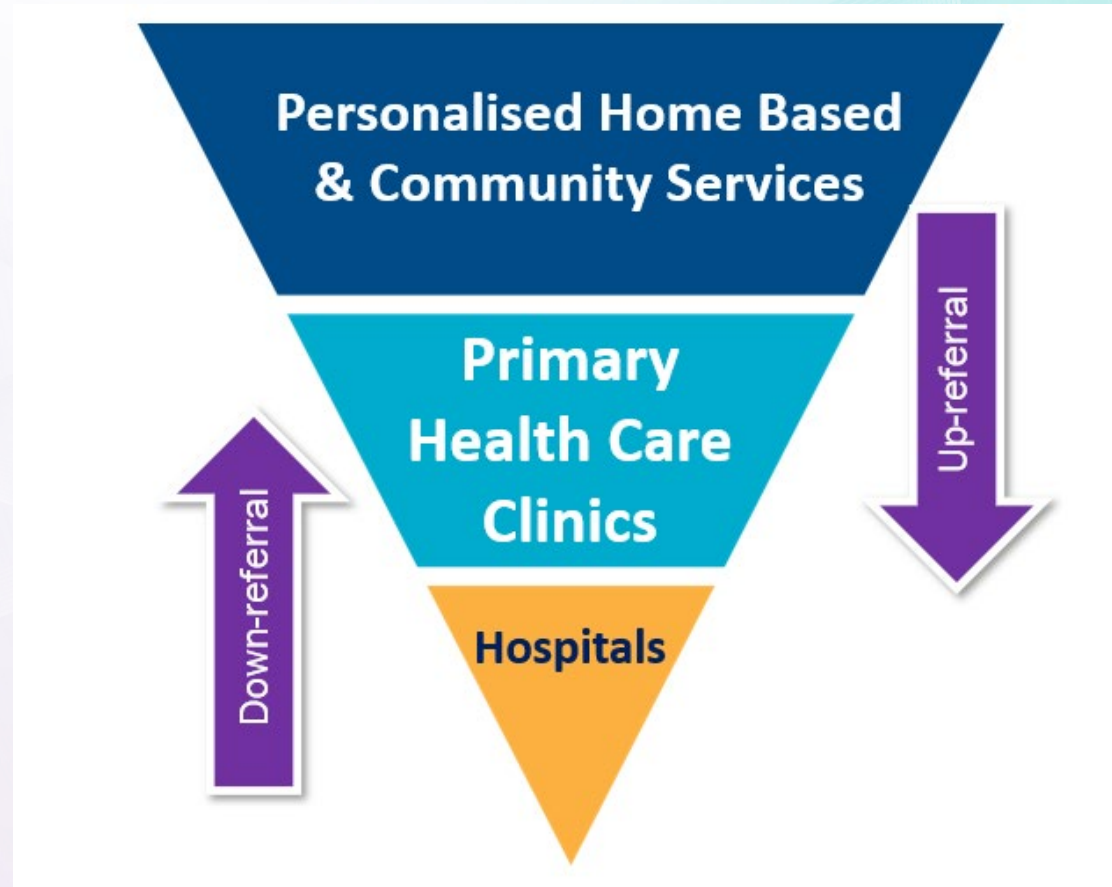 Personalised Home Based
& Community Services
Up-referral
Primary
Health Care
Clinics
Down-referral
Hospitals